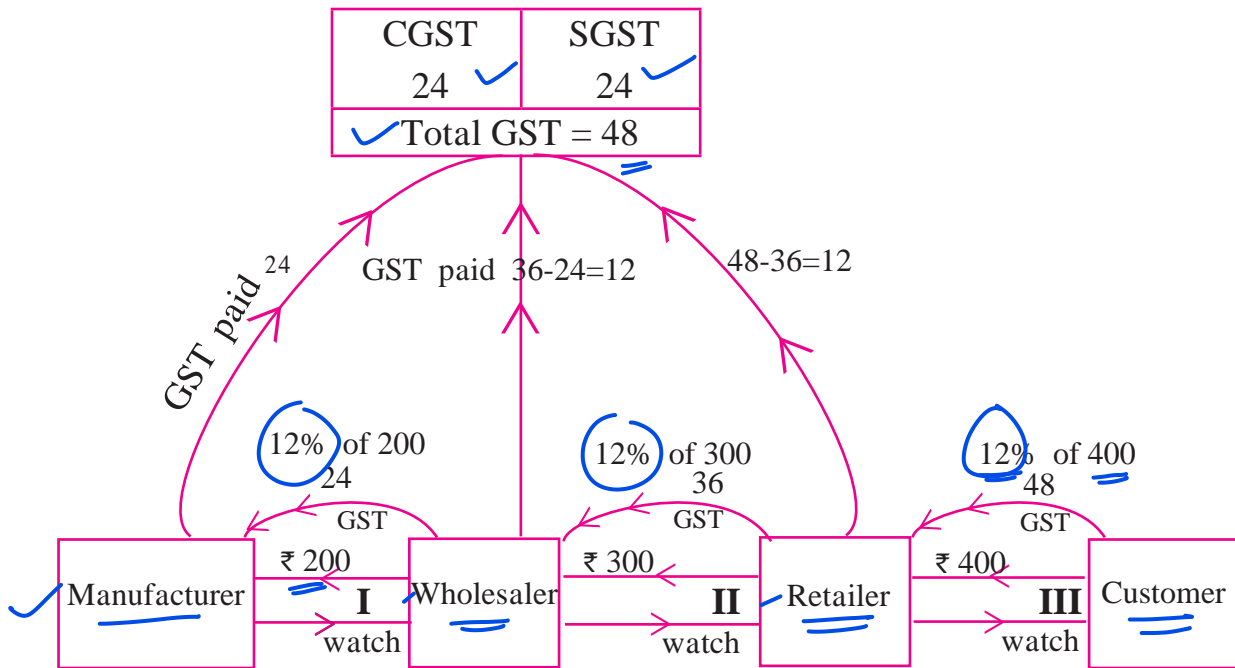 CGST SGST
24 24
Total GST = 48
GST paid 24
GST paid 36-24=12
48-36=12
12% of 200
24
GST
12% of 300
36
GST
12% of 400
48
GST
Manufacturer
₹ 200
I
watch
Wholesaler
₹ 300
II
watch
Retailer
₹ 400
III
watch
Customer